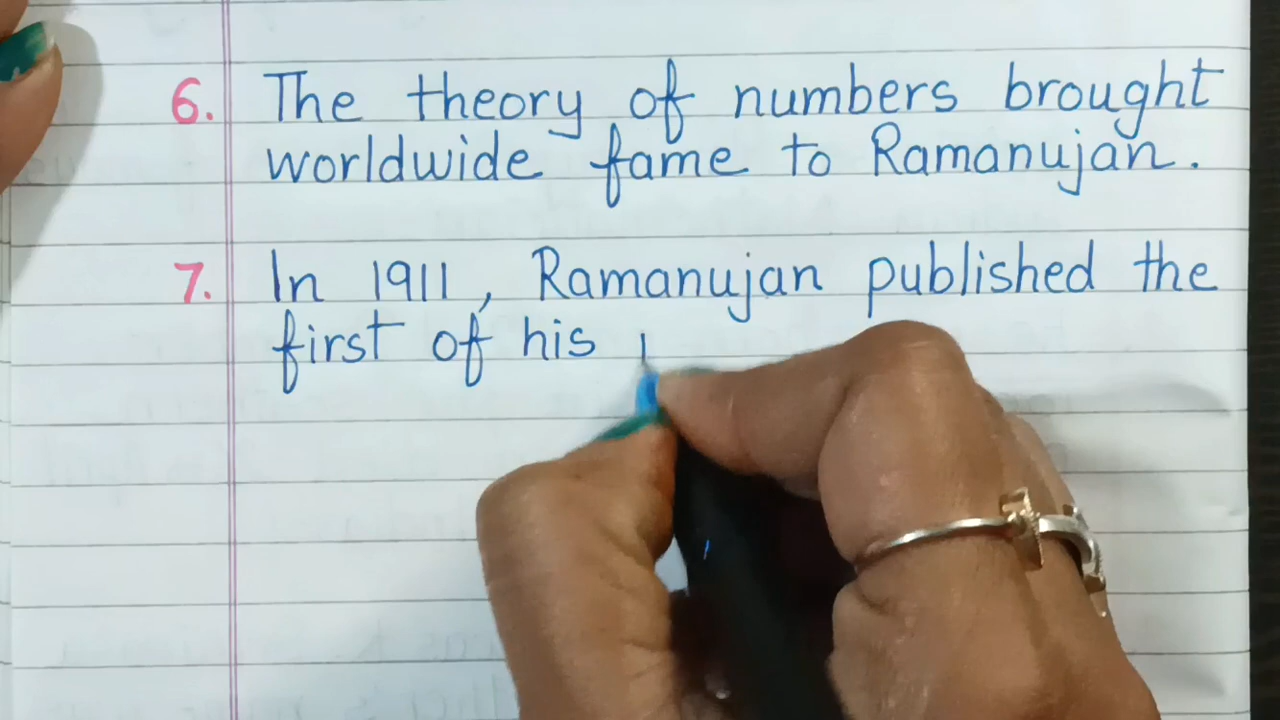 6. The theory of numbers brought
worldwide fame to Ramanujan.
7. In 1911, Ramanujan published the
first of his